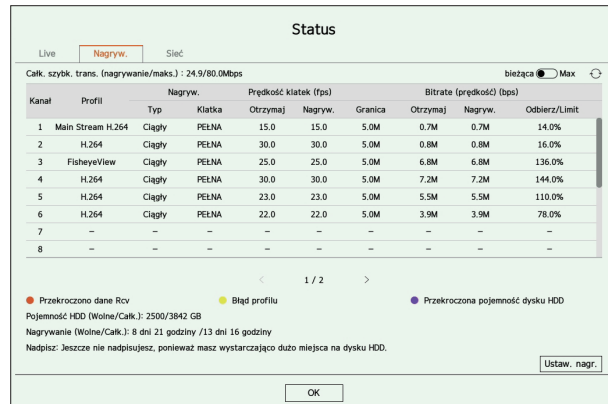 Status
Live Nagryw. Sieć
Całk. szybk. trans. (nagrywanie/maks.) : 24.9/80.0Mbps bieżąca Max
Kanał Profil Nagryw. Prędkość klatek (fps) Bitrate (prędkość) (bps)
Typ Klatka Otrzymaj Nagryw. Granica Otrzymaj Nagryw. Odbierz/Limit
1 Main Stream H.264 Ciągły PEŁNA 15.0 15.0 5.0M 0.7M 0.7M 14.0%
2 H.264 Ciągły PEŁNA 30.0 30.0 5.0M 0.8M 0.8M 16.0%
3 FisheyeView Ciągły PEŁNA 25.0 25.0 5.0M 6.8M 6.8M 136.0%
4 H.264 Ciągły PEŁNA 30.0 30.0 5.0M 7.2M 7.2M 144.0%
5 H.264 Ciągły PEŁNA 23.0 23.0 5.0M 5.5M 5.5M 110.0%
6 H.264 Ciągły PEŁNA 22.0 22.0 5.0M 3.9M 3.9M 78.0%
7 – – – – – – – – –
8 – – – – – – – – –
< 1 / 2 >
Przekroczono dane Rcv Błąd profilu Przekroczona pojemność dysku HDD
Pojemność HDD (Wolne/Całk.): 2500/3842 GB
Nagrywanie (Wolne/Całk.): 8 dni 21 godziny /13 dni 16 godziny
Nadpisz: Jeszcze nie nadpisujesz, ponieważ masz wystarczająco dużo miejsca na dysku HDD.
Ustaw. nagr.
OK